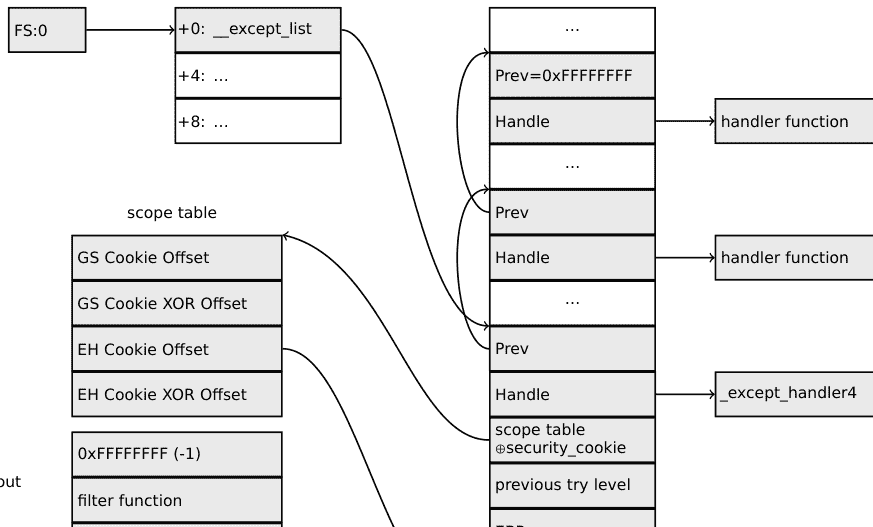 FS:0
+0: __except_list
+4: ...
+8: ...
...
Prev=0xFFFFFFFF
Handle
handler function
...
Prev
Handle
handler function
...
Prev
Handle
_except_handler4
scope table
⊕security_cookie
previous try level
scope table
GS Cookie Offset
GS Cookie XOR Offset
EH Cookie Offset
EH Cookie XOR Offset
0xFFFFFFFF (-1)
filter function